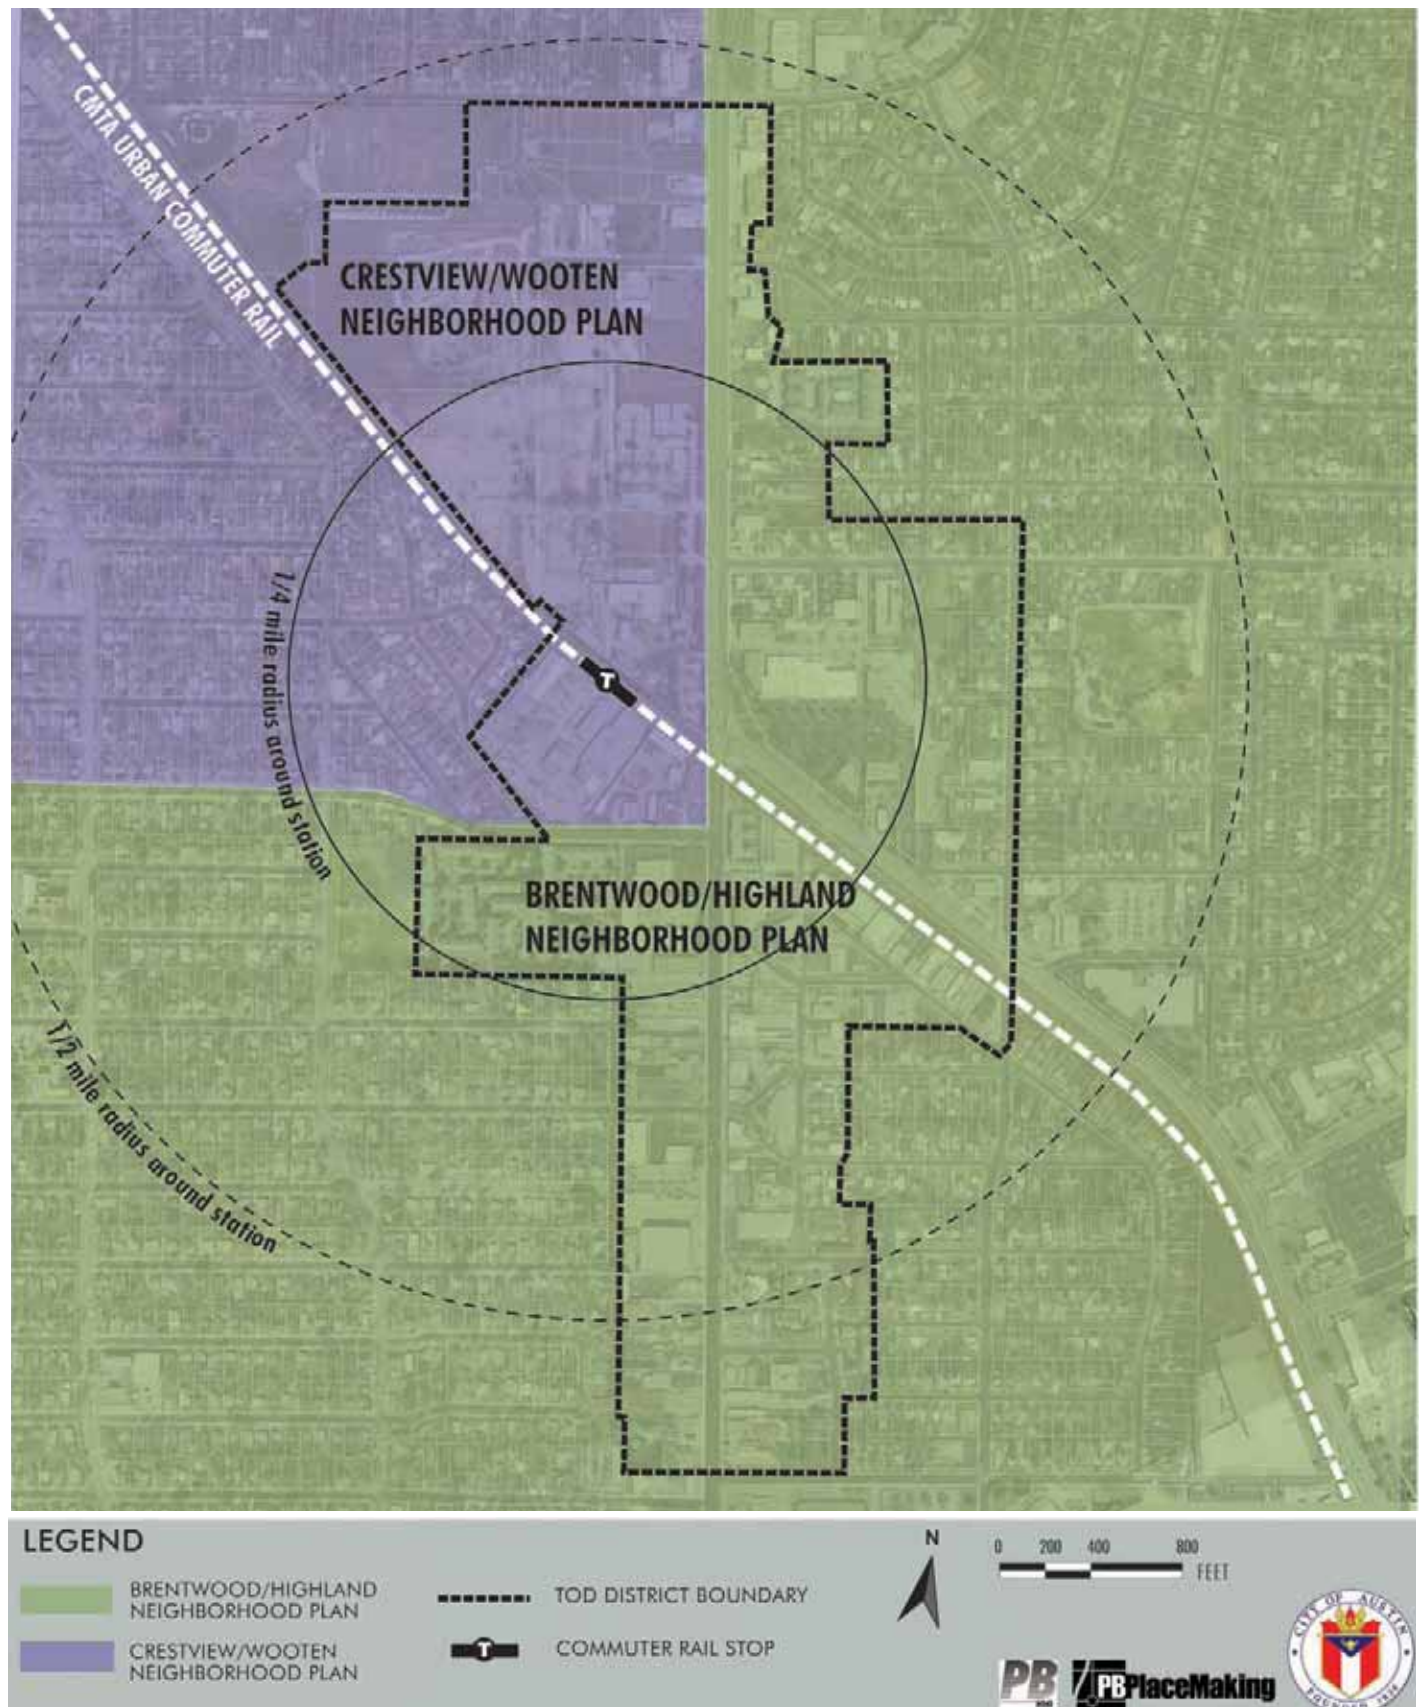 CMTA URBAN COMMUTER RAIL
CRESTVIEW/WOOTEN
NEIGHBORHOOD PLAN
1/4 mile radius around station
T
BRENTWOOD/HIGHLAND
NEIGHBORHOOD PLAN
1/2 mile radius around station
LEGEND
BRENTWOOD/HIGHLAND
NEIGHBORHOOD PLAN
CRESTVIEW/WOOTEN
NEIGHBORHOOD PLAN
TOD DISTRICT BOUNDARY
T
COMMUTER RAIL STOP
N
0 200 400 800
FEET
PB
PBPlaceMaking
CITY OF AUSTIN
FOUNDED 1839